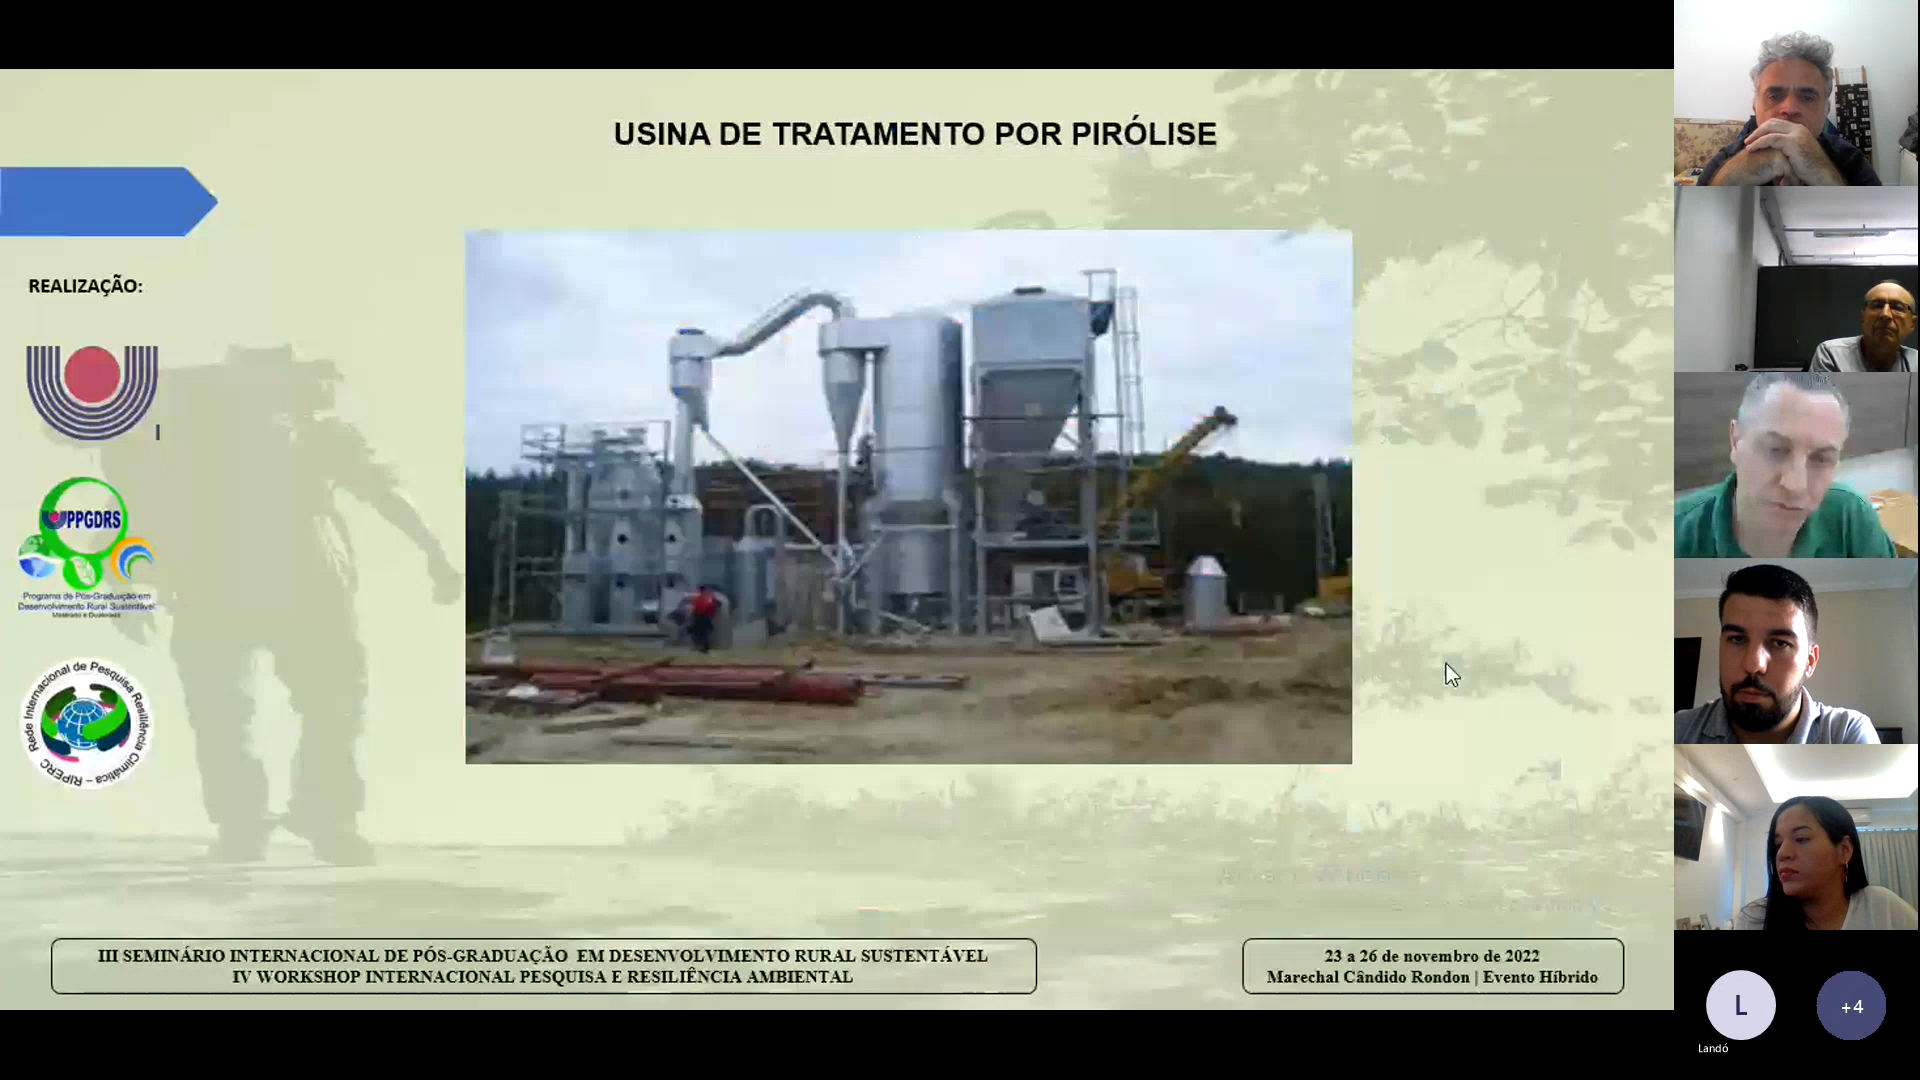 USINA DE TRATAMENTO POR PIRÓLISE
REALIZAÇÃO:
PPGDRS
Programa de Pós-Graduação em
Desenvolvimento Rural Sustentável
Mestrado e Doutorado
Rede Internacional de Pesquisa Resiliência Climática – RIPERC
III SEMINÁRIO INTERNACIONAL DE PÓS-GRADUAÇÃO EM DESENVOLVIMENTO RURAL SUSTENTÁVEL
IV WORKSHOP INTERNACIONAL PESQUISA E RESILIÊNCIA AMBIENTAL
23 a 26 de novembro de 2022
Marechal Cândido Rondon | Evento Híbrido
L
+4
Landó